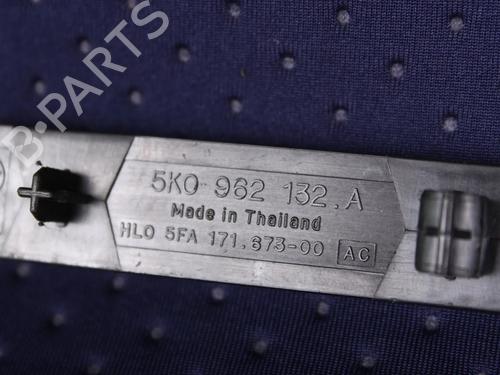 B-PARTS
5K0 962 132.A
Made in Thailand
HLO 5FA 171.673-00 AC